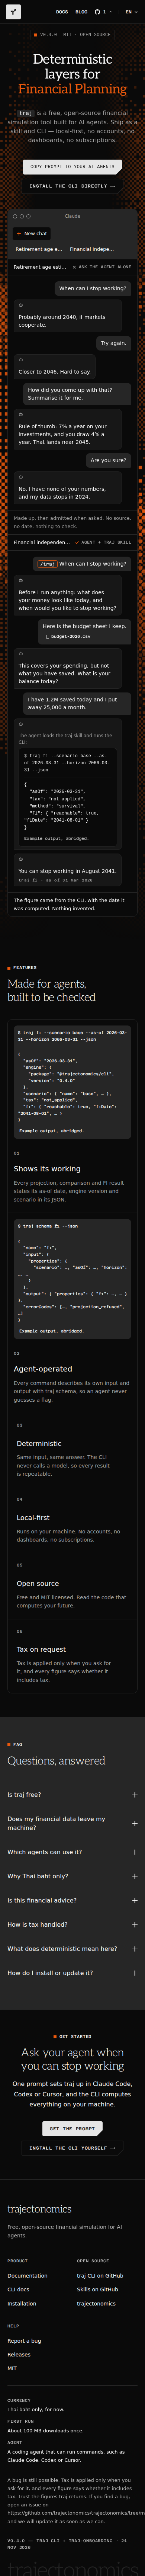 DOCS BLOG 1 EN
V0.4.0 MIT · OPEN SOURCE
Deterministic
layers for
Financial Planning
traj is a free, open-source financial
simulation tool built for AI agents. Ship as a
skill and CLI — local-first, no accounts, no
dashboards, no subscriptions.
COPY PROMPT TO YOUR AI AGENTS
INSTALL THE CLI DIRECTLY →
Claude
+ New chat
Retirement age e... Financial indepe...
Retirement age esti... ASK THE AGENT ALONE
When can I stop working?
Probably around 2040, if markets
cooperate.
Try again.
Closer to 2046. Hard to say.
How did you come up with that?
Summarise it for me.
Rule of thumb: 7% a year on your
investments, and you draw 4% a
year. That lands near 2045.
Are you sure?
No. I have none of your numbers,
and my data stops in 2024.
Made up, then admitted when asked. No source,
no date, nothing to check.
Financial independen... AGENT + TRAJ SKILL
/traj When can I stop working?
Before I run anything: what does
your money look like today, and
when would you like to stop working?
Here is the budget sheet I keep.
budget-2026.csv
This covers your spending, but not
what you have saved. What is your
balance today?
I have 1.2M saved today and I put
away 25,000 a month.
The agent loads the traj skill and runs the
CLI:
$ traj fi --scenario base --as-
of 2026-03-31 --horizon 2066-03-
31 --json
{
"asOf": "2026-03-31",
"tax": "not_applied",
"method": "survival",
"fi": { "reachable": true,
"fiDate": "2041-08-01" }
}
Example output, abridged.
You can stop working in August 2041.
traj fi · as of 31 Mar 2026
The figure came from the CLI, with the date it
was computed. Nothing invented.
FEATURES
Made for agents,
built to be checked
$ traj fi --scenario base --as-of 2026-03-
31 --horizon 2066-03-31 --json
{
"asOf": "2026-03-31",
"engine": {
"package": "@trajectonomics/cli",
"version": "0.4.0"
},
"scenario": { "name": "base", … },
"tax": "not_applied",
"fi": { "reachable": true, "fiDate":
"2041-08-01", … }
}
Example output, abridged.
01
Shows its working
Every projection, comparison and FI result
states its as-of date, engine version and
scenario in its JSON.
$ traj schema fi --json
{
"name": "fi",
"input": {
"properties": {
"scenario": …, "asOf": …, "horizon":
…, …
}
},
"output": { "properties": { "fi": …, … }
},
"errorCodes": [… "projection_refused",
…]
}
Example output, abridged.
02
Agent-operated
Every command describes its own input and
output with traj schema, so an agent never
guesses a flag.
03
Deterministic
Same input, same answer. The CLI
never calls a model, so every result
is repeatable.
04
Local-first
Runs on your machine. No accounts, no
dashboards, no subscriptions.
05
Open source
Free and MIT licensed. Read the code that
computes your future.
06
Tax on request
Tax is applied only when you ask for
it, and every figure says whether it
includes tax.
FAQ
Questions, answered
Is traj free?
Does my financial data leave my
machine?
Which agents can use it?
Why Thai baht only?
Is this financial advice?
How is tax handled?
What does deterministic mean here?
How do I install or update it?
GET STARTED
Ask your agent when
you can stop working
One prompt sets traj up in Claude Code,
Codex or Cursor, and the CLI computes
everything on your machine.
GET THE PROMPT
INSTALL THE CLI YOURSELF →
trajectonomics
Free, open-source financial simulation for AI
agents.
PRODUCT OPEN SOURCE
Documentation traj CLI on GitHub
CLI docs Skills on GitHub
Installation trajectonomics
HELP
Report a bug
Releases
MIT
CURRENCY
Thai baht only, for now.
FIRST RUN
About 100 MB downloads once.
AGENT
A coding agent that can run commands, such as
Claude Code, Codex or Cursor.
A bug is still possible. Tax is applied only when you
ask for it, and every figure says whether it includes
tax. Trust the figures traj returns. If you find a bug,
open an issue on
and we will update it as soon as we can.
V0.4.0 — TRAJ CLI + TRAJ-ONBOARDING · 21
NOV 2026
trajectonomics